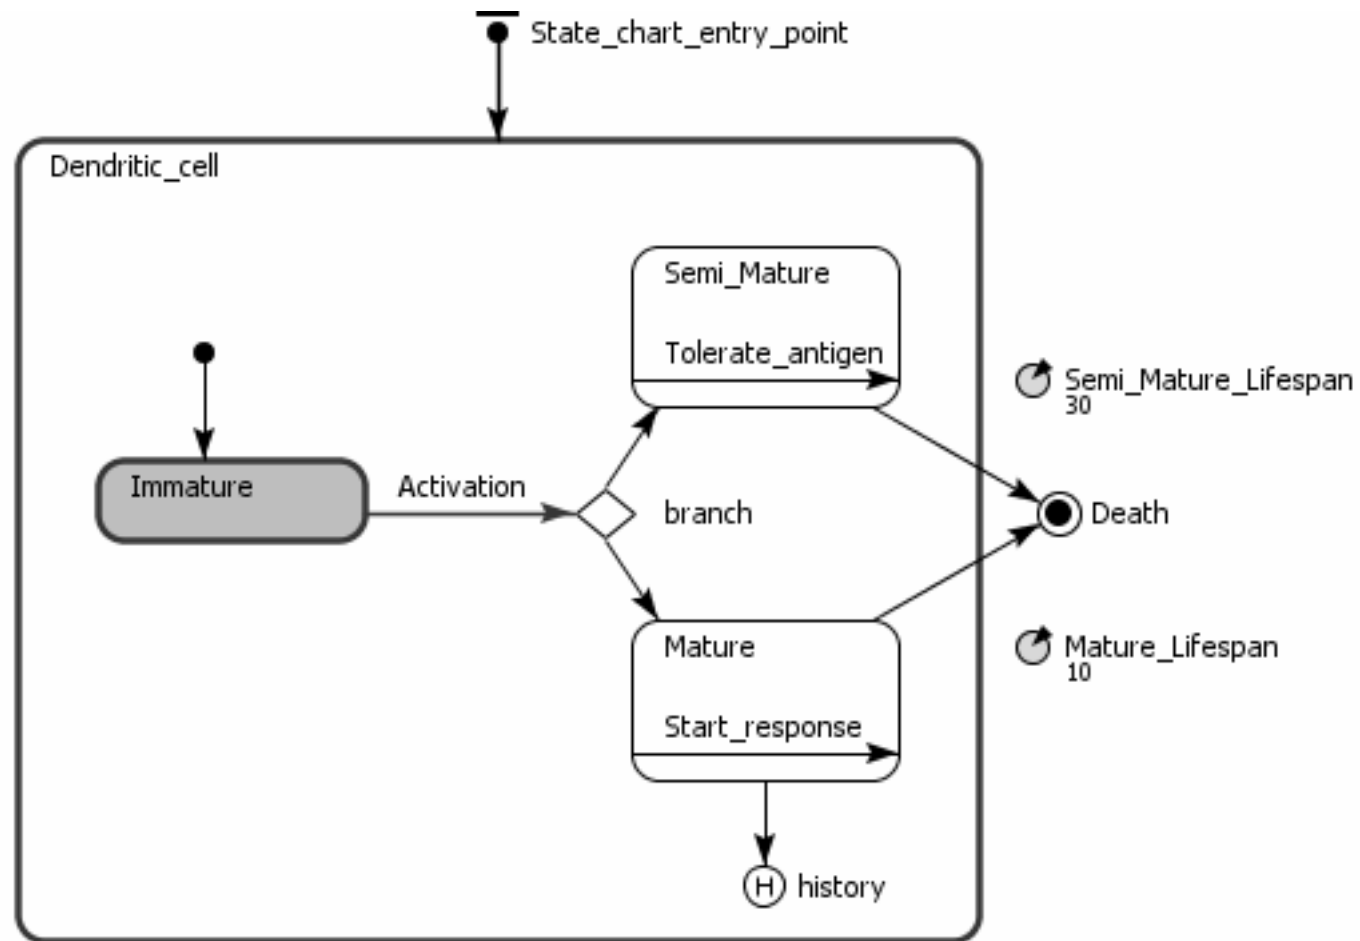 State_chart_entry_point
Dendritic_cell
Semi_Mature
Tolerate_antigen
Semi_Mature_Lifespan
30
Immature
Activation
branch
Death
Mature
Mature_Lifespan
10
Start_response
H history